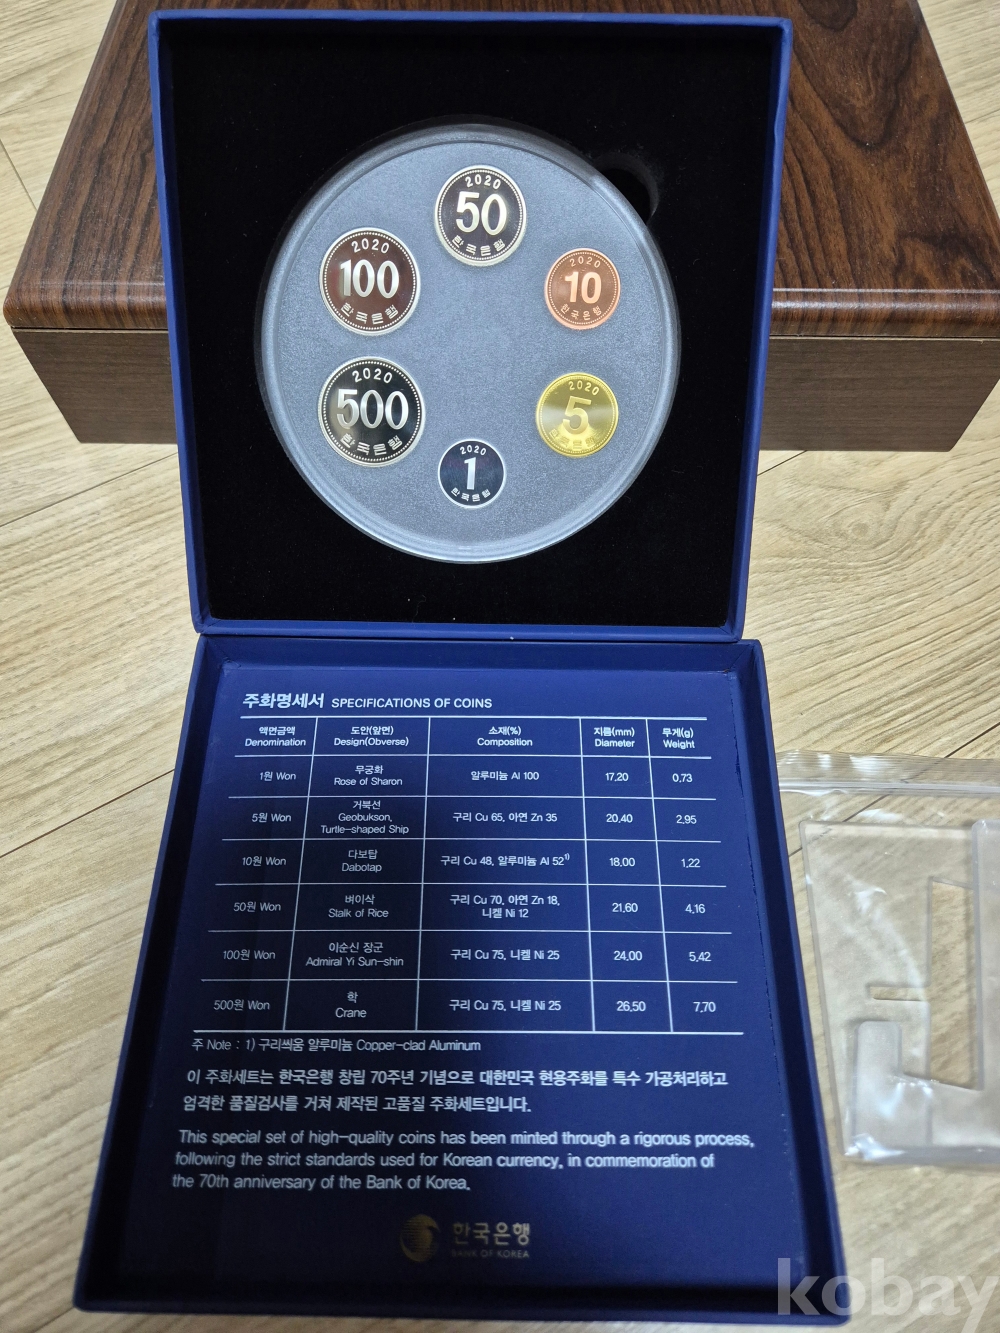 2020
50
한국은행
2020
100
한국은행
2020
10
한국은행
2020
500
한국은행
2020
5
한국은행
2020
1
한국은행
주화명세서 SPECIFICATIONS OF COINS
액면금액 도안(앞면) 소재(%) 지름(mm) 무게(g)
Denomination Design(Obverse) Composition Diameter Weight
1원 Won 무궁화 알루미늄 Al 100 17.20 0.73
Rose of Sharon
거북선
5원 Won Geobukson, 구리 Cu 65, 아연 Zn 35 20.40 2.95
Turtle-shaped Ship
10원 Won 다보탑 구리 Cu 48, 알루미늄 Al 52¹⁾ 18.00 1.22
Dabotap
50원 Won 벼이삭 구리 Cu 70, 아연 Zn 18, 21.60 4.16
Stalk of Rice 니켈 Ni 12
100원 Won 이순신 장군 구리 Cu 75, 니켈 Ni 25 24.00 5.42
Admiral Yi Sun-shin
500원 Won 학 구리 Cu 75, 니켈 Ni 25 26.50 7.70
Crane
주 Note : 1) 구리씌움 알루미늄 Copper-clad Aluminum
이 주화세트는 한국은행 창립 70주년 기념으로 대한민국 현용주화를 특수 가공처리하고
엄격한 품질검사를 거쳐 제작된 고품질 주화세트입니다.
This special set of high-quality coins has been minted through a rigorous process,
following the strict standards used for Korean currency, in commemoration of
the 70th anniversary of the Bank of Korea.
한국은행
BANK OF KOREA
kobay